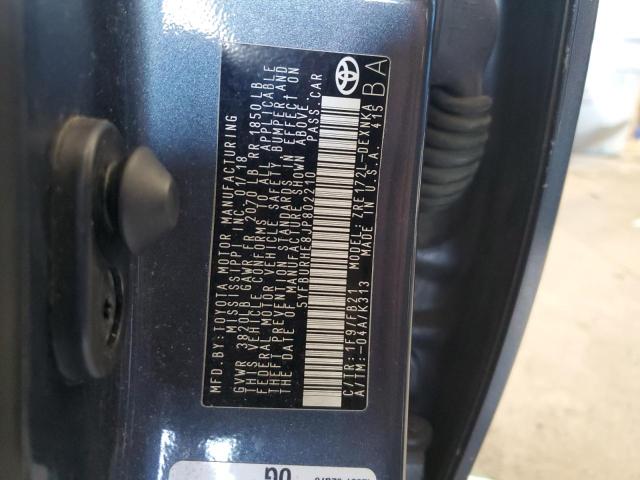 MFD.BY:TOYOTA MOTOR MANUFACTURING
MISSISSIPPI INC. 01/18
GVWR 3820LB GAWR FR 2070LB RR 1850LB
THIS VEHICLE CONFORMS TO ALL APPLICABLE
FEDERAL MOTOR VEHICLE SAFETY, BUMPER AND
THEFT PREVENTION STANDARDS IN EFFECT ON
THE DATE OF MANUFACTURE SHOWN ABOVE.
5YFBURHE8JP802210 PASS.CAR
C/TR:1F9/FB21 MODEL:ZRE172L-DEXNKA
A/TM:-04A/K313 MADE IN U.S.A. 415
BA
OG